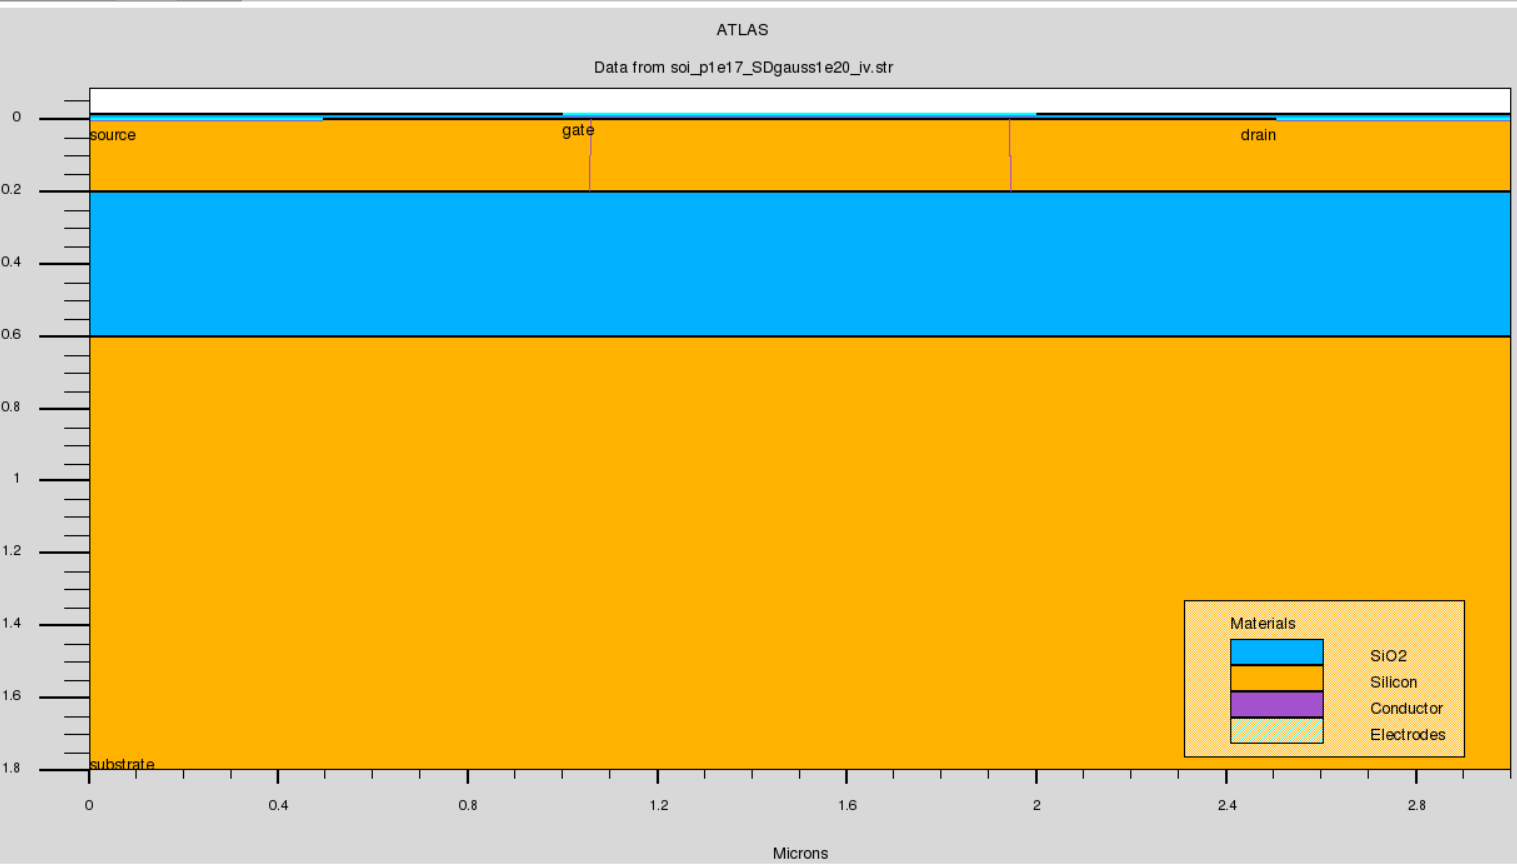 ATLAS
Data from soi_p1e17_SDgauss1e20_iv.str
0
source
gate
drain
0.2
0.4
0.6
0.8
1
1.2
1.4
1.6
1.8
substrate
Materials
SiO2
Silicon
Conductor
Electrodes
0 0.4 0.8 1.2 1.6 2 2.4 2.8
Microns